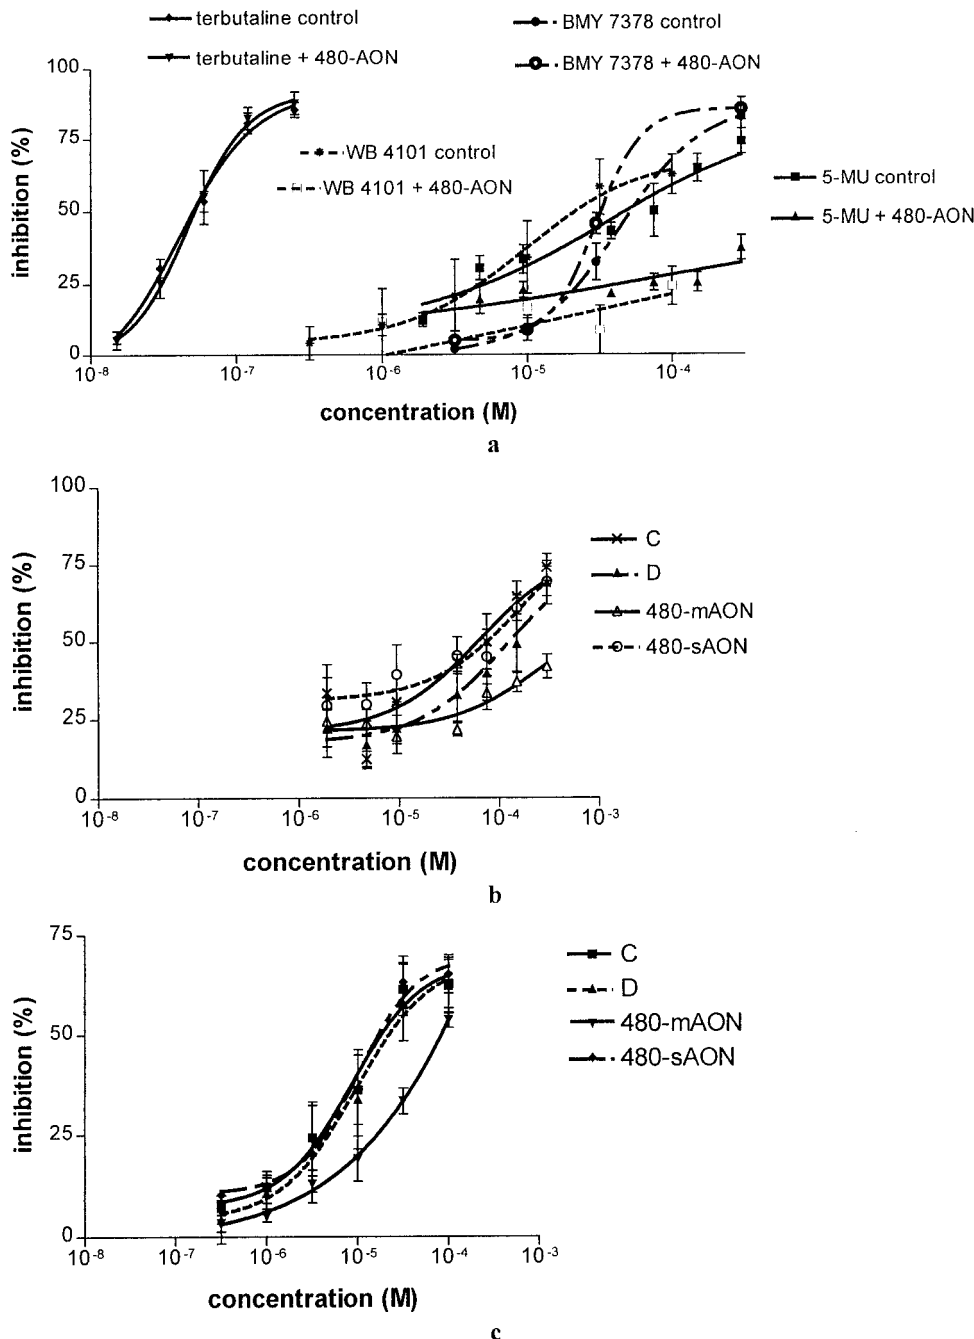 terbutaline control
BMY 7378 control
terbutaline + 480-AON
BMY 7378 + 480-AON
100
75
50
25
0
inhibition (%)
WB 4101 control
WB 4101 + 480-AON
5-MU control
5-MU + 480-AON
10-8
10-7
10-6
10-5
10-4
concentration (M)
a
100
75
50
25
0
inhibition (%)
C
D
480-mAON
480-sAON
10-8
10-7
10-6
10-5
10-4
10-3
concentration (M)
b
75
50
25
0
inhibition (%)
C
D
480-mAON
480-sAON
10-8
10-7
10-6
10-5
10-4
10-3
concentration (M)
c